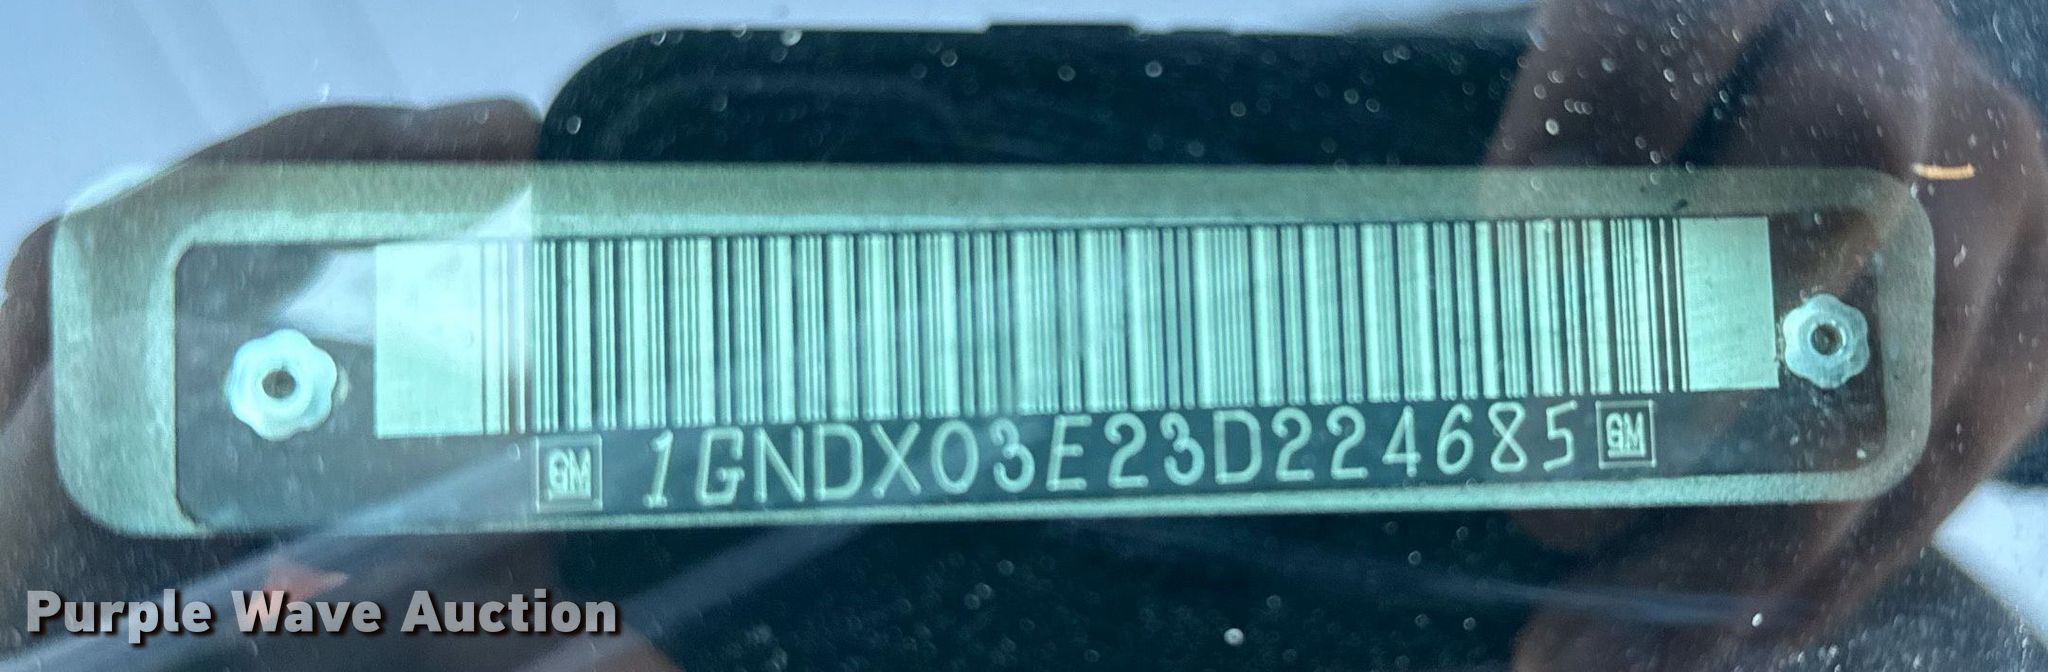 GM 1GNDX03E23D224685 GM
Purple Wave Auction